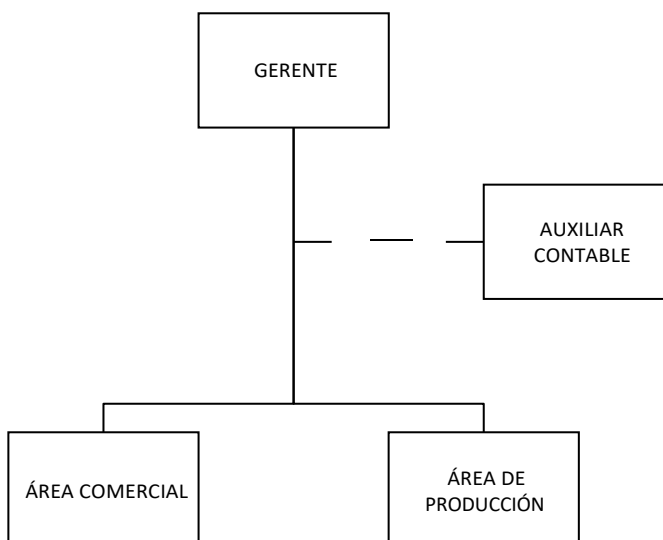 GERENTE
AUXILIAR
CONTABLE
ÁREA COMERCIAL
ÁREA DE
PRODUCCIÓN